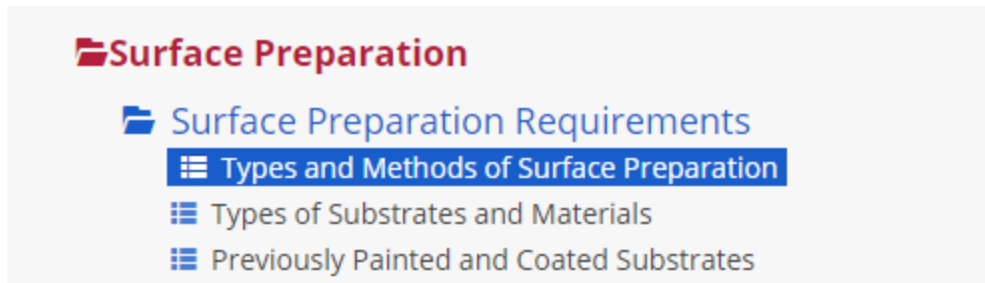 Surface Preparation
Surface Preparation Requirements
Types and Methods of Surface Preparation
Types of Substrates and Materials
Previously Painted and Coated Substrates